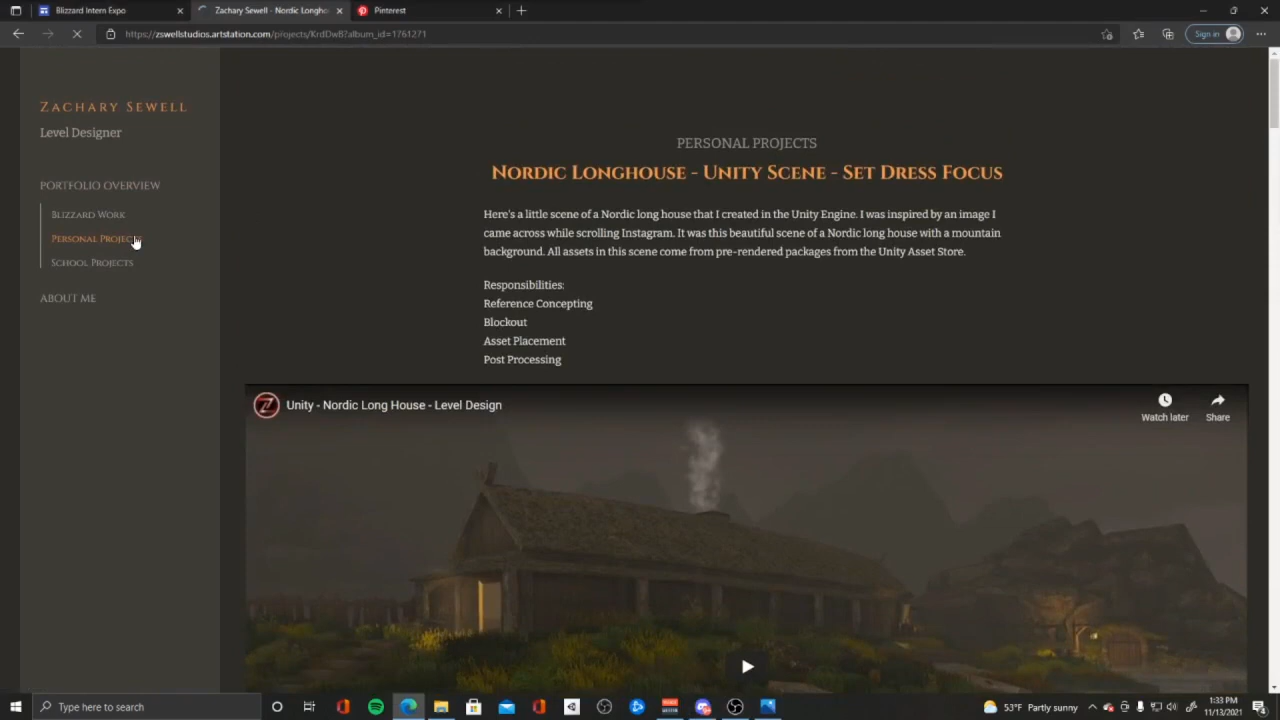 Blizzard Intern Expo
Zachary Sewell - Nordic Longho
Pinterest
https://zswellstudios.artstation.com/projects/KrdDwB?album_id=1761271
Sign in
Zachary Sewell
Level Designer
PORTFOLIO OVERVIEW
Blizzard Work
Personal Projects
School Projects
ABOUT ME
PERSONAL PROJECTS
Nordic Longhouse - Unity Scene - Set Dress Focus
Here's a little scene of a Nordic long house that I created in the Unity Engine. I was inspired by an image I
came across while scrolling Instagram. It was this beautiful scene of a Nordic long house with a mountain
background. All assets in this scene come from pre-rendered packages from the Unity Asset Store.
Responsibilities:
Reference Concepting
Blockout
Asset Placement
Post Processing
Unity - Nordic Long House - Level Design
Watch later
Share
Type here to search
53°F Partly sunny
1:33 PM
11/13/2021